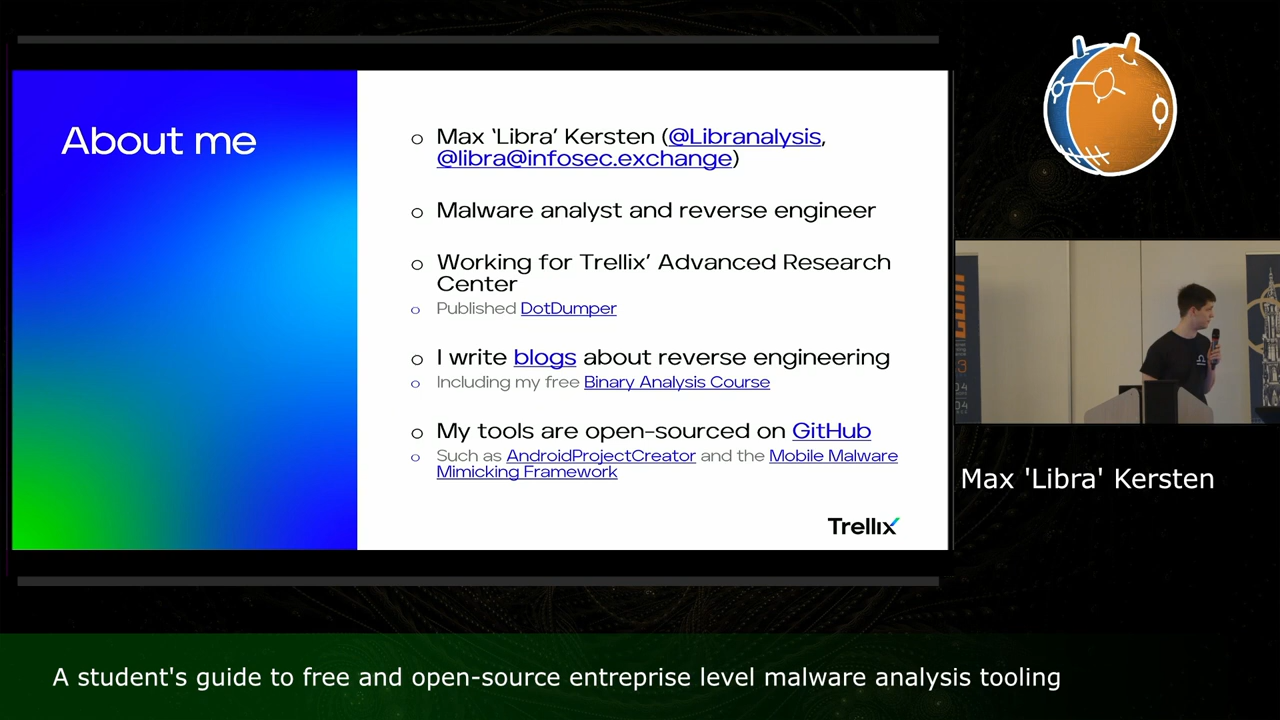 About me
o Max ‘Libra’ Kersten (@Libranalysis,
@libra@infosec.exchange)
o Malware analyst and reverse engineer
o Working for Trellix’ Advanced Research
Center
o Published DotDumper
o I write blogs about reverse engineering
o Including my free Binary Analysis Course
o My tools are open-sourced on GitHub
o Such as AndroidProjectCreator and the Mobile Malware
Mimicking Framework
Trellix
Max 'Libra' Kersten
A student's guide to free and open-source entreprise level malware analysis tooling